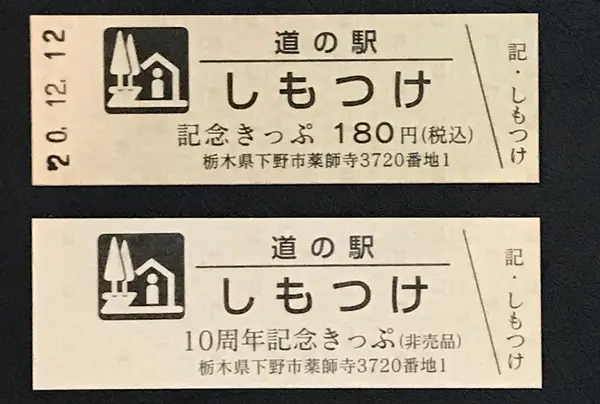 20.12.12
道の駅
しもつけ
記念きっぷ 180円(税込)
栃木県下野市薬師寺3720番地1
記・しもつけ
道の駅
しもつけ
10周年記念きっぷ(非売品)
栃木県下野市薬師寺3720番地1
記・しもつけ